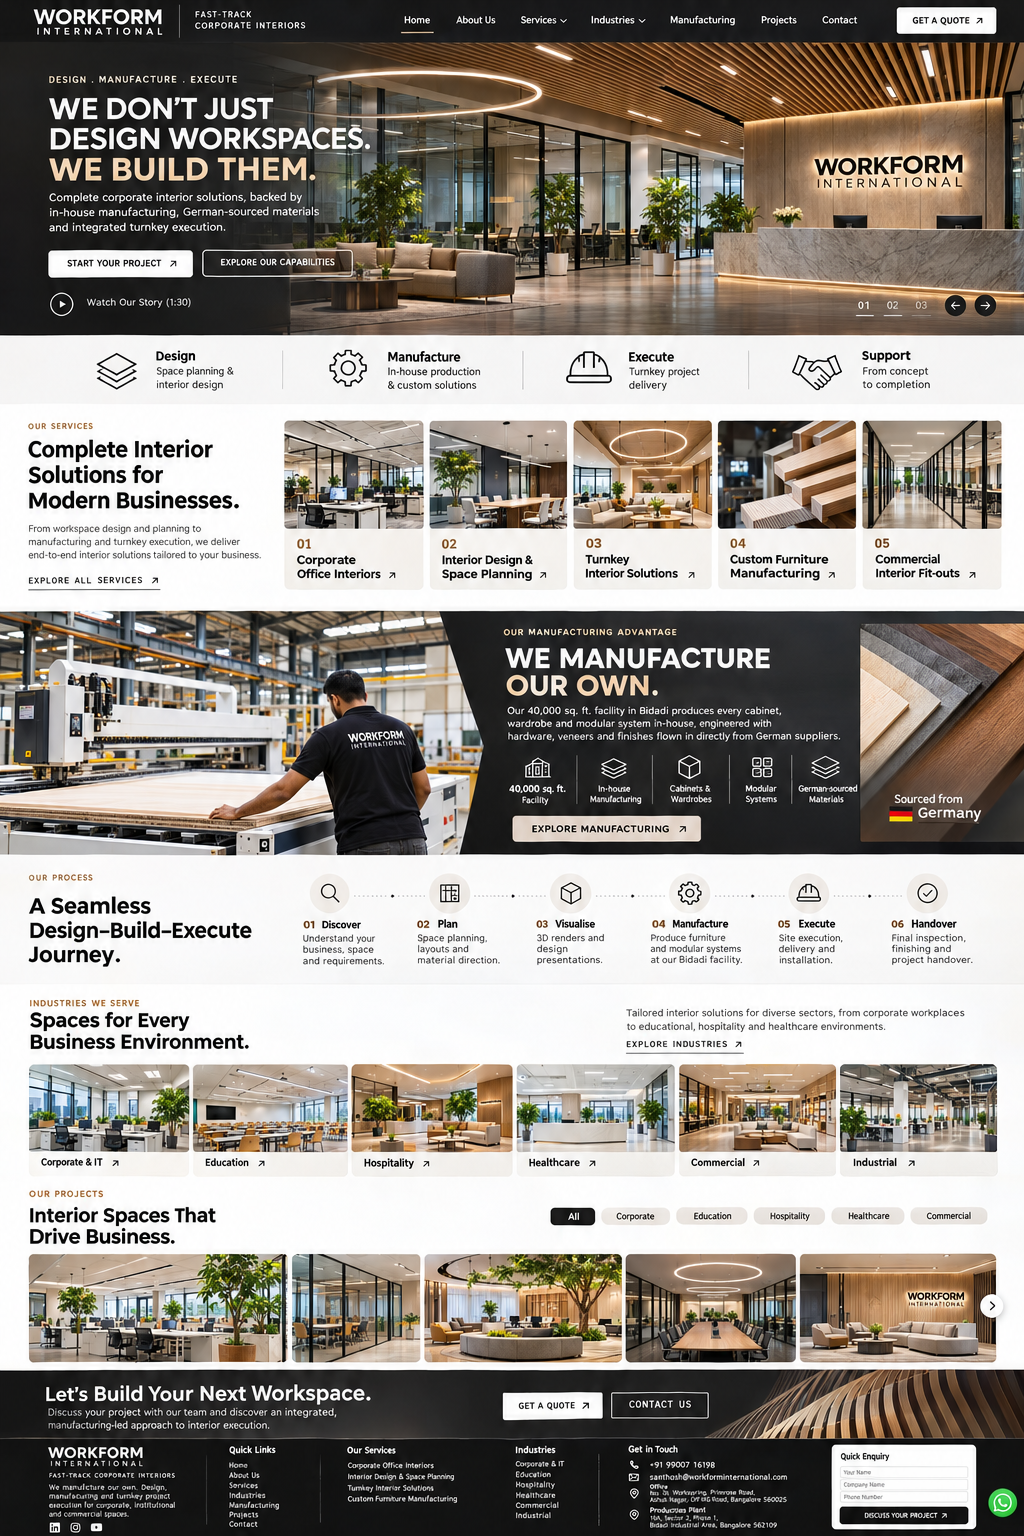 WORKFORM
INTERNATIONAL
FAST-TRACK
CORPORATE INTERIORS
Home
About Us
Services
Industries
Manufacturing
Projects
Contact
GET A QUOTE
DESIGN . MANUFACTURE . EXECUTE
WE DON'T JUST
DESIGN WORKSPACES.
WE BUILD THEM.
Complete corporate interior solutions, backed by
in-house manufacturing, German-sourced materials
and integrated turnkey execution.
START YOUR PROJECT
EXPLORE OUR CAPABILITIES
Watch Our Story (1:30)
WORKFORM
INTERNATIONAL
01 02 03
Design
Space planning &
interior design
Manufacture
In-house production
& custom solutions
Execute
Turnkey project
delivery
Support
From concept
to completion
OUR SERVICES
Complete Interior
Solutions for
Modern Businesses.
From workspace design and planning to
manufacturing and turnkey execution, we deliver
end-to-end interior solutions tailored to your business.
EXPLORE ALL SERVICES
01
Corporate
Office Interiors
02
Interior Design &
Space Planning
03
Turnkey
Interior Solutions
04
Custom Furniture
Manufacturing
05
Commercial
Interior Fit-outs
WORKFORM
INTERNATIONAL
OUR MANUFACTURING ADVANTAGE
WE MANUFACTURE
OUR OWN.
Our 40,000 sq. ft. facility in Bidadi produces every cabinet,
wardrobe and modular system in-house, engineered with
hardware, veneers and finishes flown in directly from German suppliers.
40,000 sq. ft.
Facility
In-house
Manufacturing
Cabinets &
Wardrobes
Modular
Systems
German-sourced
Materials
EXPLORE MANUFACTURING
Sourced from
Germany
OUR PROCESS
A Seamless
Design–Build–Execute
Journey.
01 Discover
Understand your
business, space
and requirements.
02 Plan
Space planning,
layouts and
material direction.
03 Visualise
3D renders and
design
presentations.
04 Manufacture
Produce furniture
and modular systems
at our Bidadi facility.
05 Execute
Site execution,
delivery and
installation.
06 Handover
Final inspection,
finishing and
project handover.
INDUSTRIES WE SERVE
Spaces for Every
Business Environment.
Tailored interior solutions for diverse sectors, from corporate workplaces
to educational, hospitality and healthcare environments.
EXPLORE INDUSTRIES
Corporate & IT
Education
Hospitality
Healthcare
Commercial
Industrial
OUR PROJECTS
Interior Spaces That
Drive Business.
All
Corporate
Education
Hospitality
Healthcare
Commercial
WORKFORM
INTERNATIONAL
Let's Build Your Next Workspace.
Discuss your project with our team and discover an integrated,
manufacturing-led approach to interior execution.
GET A QUOTE
CONTACT US
WORKFORM
INTERNATIONAL
FAST-TRACK CORPORATE INTERIORS
We manufacture our own. Design,
manufacturing and turnkey project
execution for corporate, institutional
and commercial spaces.
Quick Links
Home
About Us
Services
Industries
Manufacturing
Projects
Contact
Our Services
Corporate Office Interiors
Interior Design & Space Planning
Turnkey Interior Solutions
Custom Furniture Manufacturing
Industries
Corporate & IT
Education
Hospitality
Healthcare
Commercial
Industrial
Get in Touch
+91 99007 16198
santhosh@workforminternational.com
Office
Primrose Road,
Ashok Nagar, Off MG Road, Bangalore 560025
Production Plant
Sector 2, Phase 1,
Bidadi Industrial Area, Bangalore 562109
Quick Enquiry
Your Name
Company Name
Phone Number
DISCUSS YOUR PROJECT